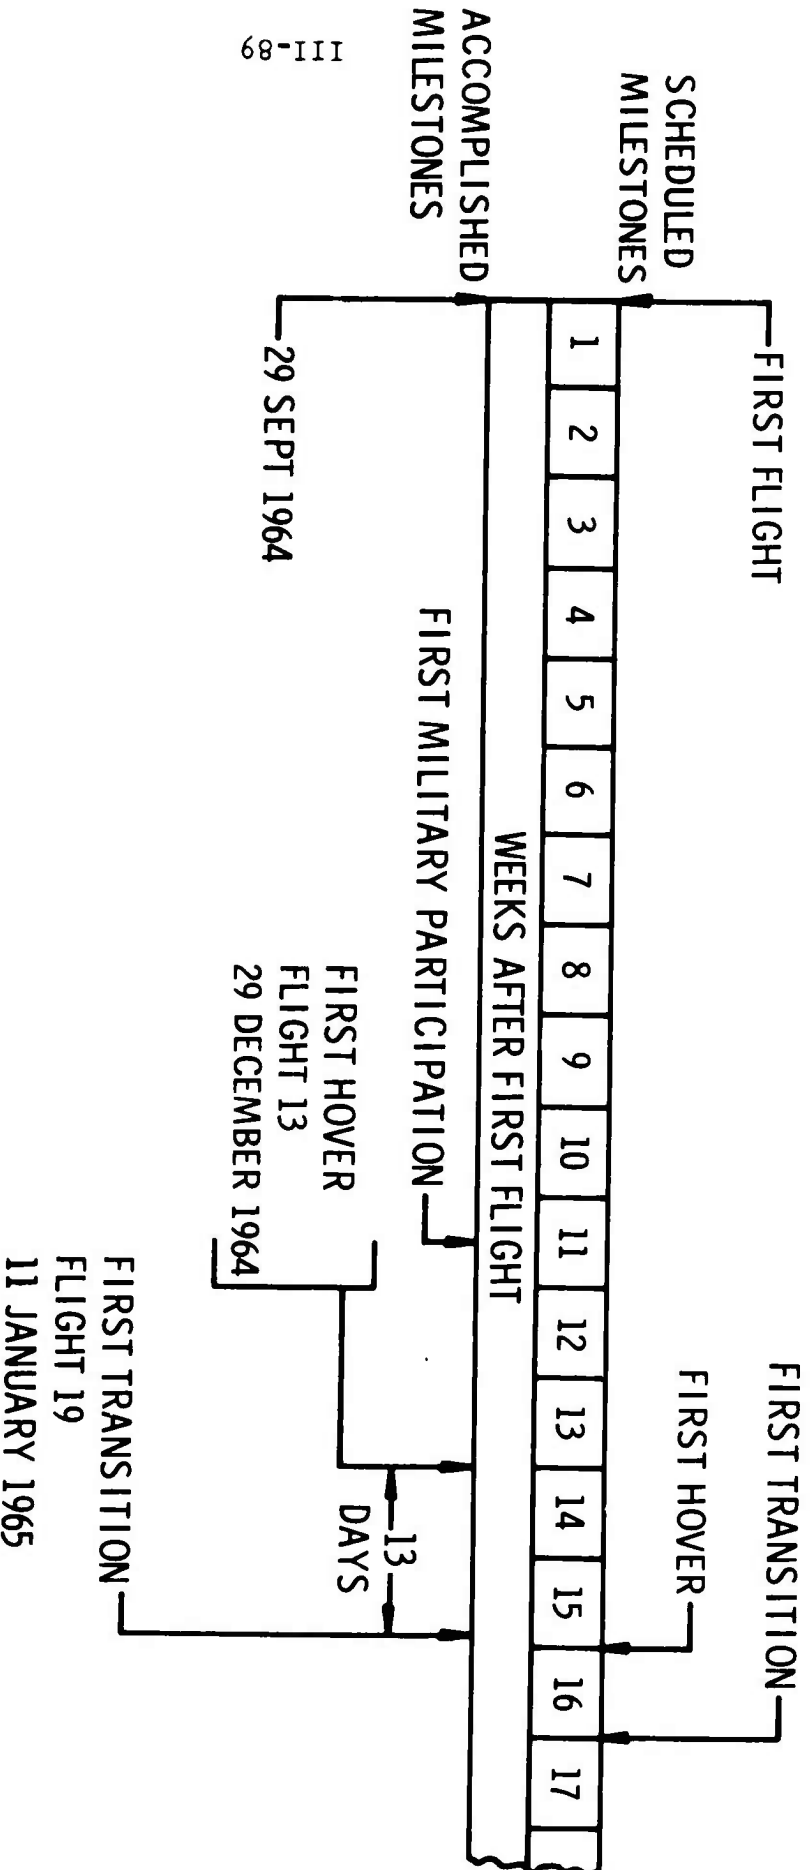 FIRST TRANSITION
FIRST FLIGHT
FIRST HOVER
SCHEDULED
MILESTONES
1 2 3 4 5 6 7 8 9 10 11 12 13 14 15 16 17
WEEKS AFTER FIRST FLIGHT
ACCOMPLISHED
MILESTONES
FIRST MILITARY PARTICIPATION
13
DAYS
FIRST HOVER
FLIGHT 13
29 DECEMBER 1964
29 SEPT 1964
FIRST TRANSITION
FLIGHT 19
11 JANUARY 1965
III-89